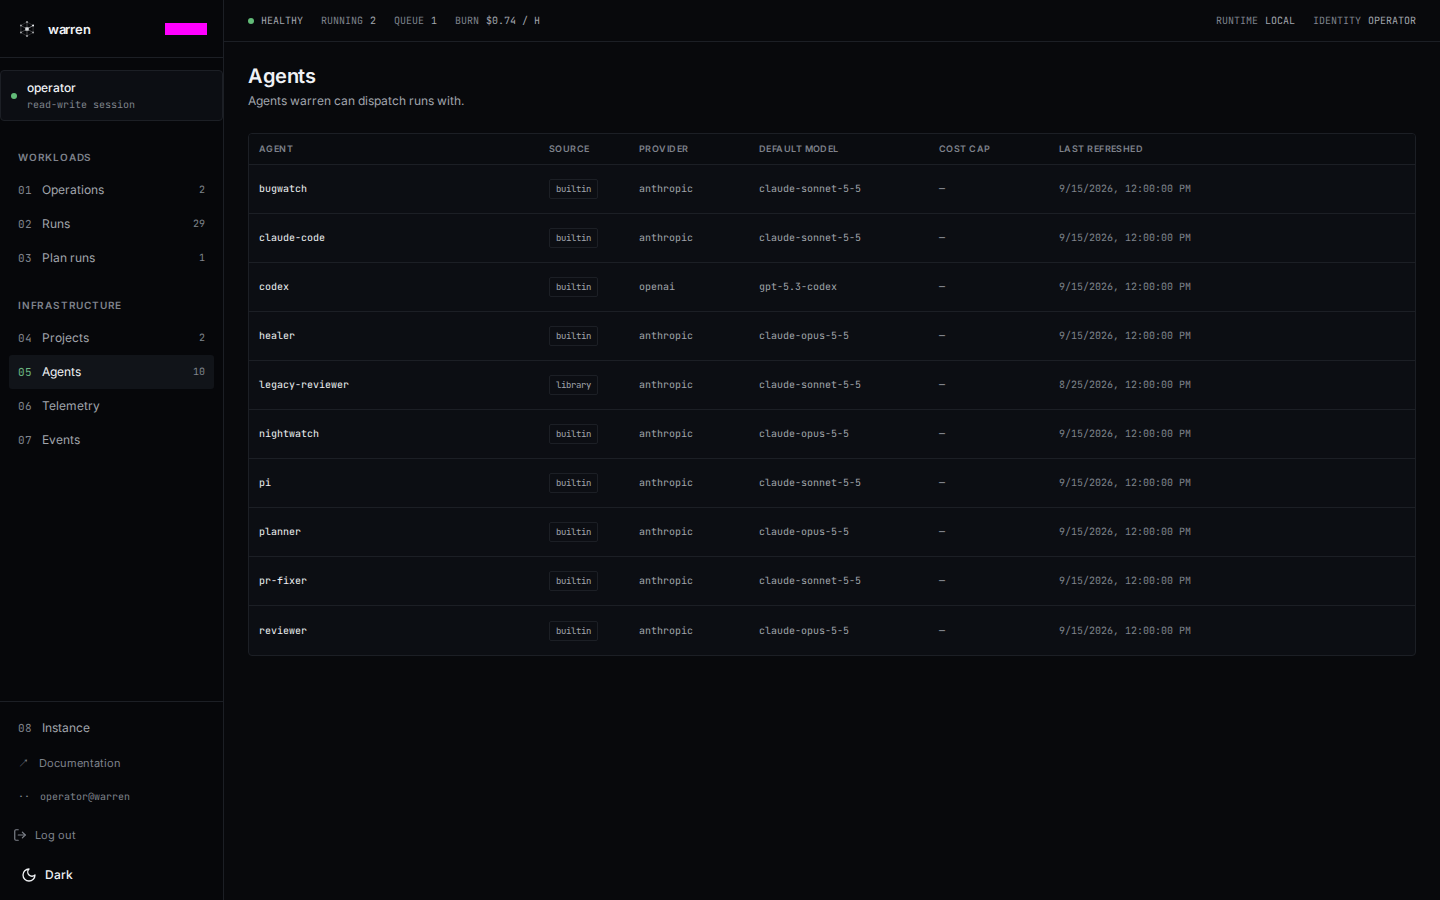 warren
operator
read-write session
WORKLOADS
01 Operations 2
02 Runs 29
03 Plan runs 1
INFRASTRUCTURE
04 Projects 2
05 Agents 10
06 Telemetry
07 Events
08 Instance
Documentation
operator@warren
Log out
Dark
HEALTHY RUNNING 2 QUEUE 1 BURN $0.74 / H RUNTIME LOCAL IDENTITY OPERATOR
Agents
Agents warren can dispatch runs with.
AGENT SOURCE PROVIDER DEFAULT MODEL COST CAP LAST REFRESHED
bugwatch builtin anthropic claude-sonnet-5-5 — 9/15/2026, 12:00:00 PM
claude-code builtin anthropic claude-sonnet-5-5 — 9/15/2026, 12:00:00 PM
codex builtin openai gpt-5.3-codex — 9/15/2026, 12:00:00 PM
healer builtin anthropic claude-opus-5-5 — 9/15/2026, 12:00:00 PM
legacy-reviewer library anthropic claude-sonnet-5-5 — 8/25/2026, 12:00:00 PM
nightwatch builtin anthropic claude-opus-5-5 — 9/15/2026, 12:00:00 PM
pi builtin anthropic claude-sonnet-5-5 — 9/15/2026, 12:00:00 PM
planner builtin anthropic claude-opus-5-5 — 9/15/2026, 12:00:00 PM
pr-fixer builtin anthropic claude-sonnet-5-5 — 9/15/2026, 12:00:00 PM
reviewer builtin anthropic claude-opus-5-5 — 9/15/2026, 12:00:00 PM